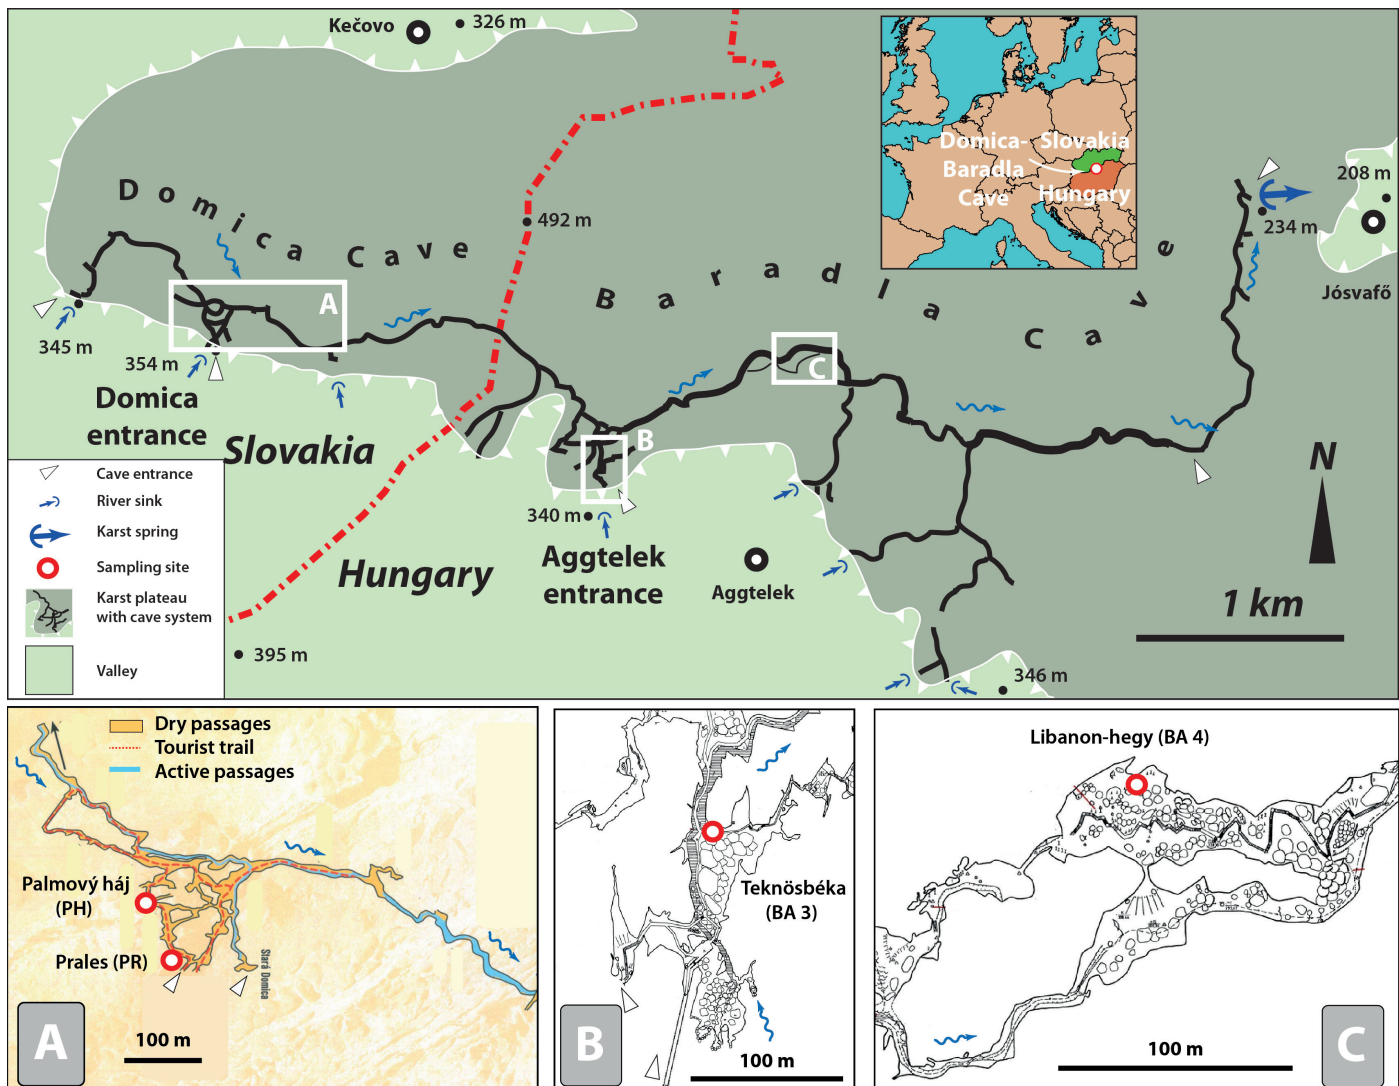 Kečovo
326 m
Domica Cave
492 m
Baradla Cave
Domica-
Baradla
Cave
Slovakia
Hungary
208 m
234 m
Jósvafő
345 m
354 m
Domica
entrance
A
C
B
Slovakia
Hungary
340 m
Aggtelek
entrance
Aggtelek
N
1 km
395 m
346 m
Cave entrance
River sink
Karst spring
Sampling site
Karst plateau
with cave system
Valley
Dry passages
Tourist trail
Active passages
Palmový háj
(PH)
Prales (PR)
Stará Domica
100 m
A
Teknösbéka
(BA 3)
100 m
B
Libanon-hegy (BA 4)
100 m
C